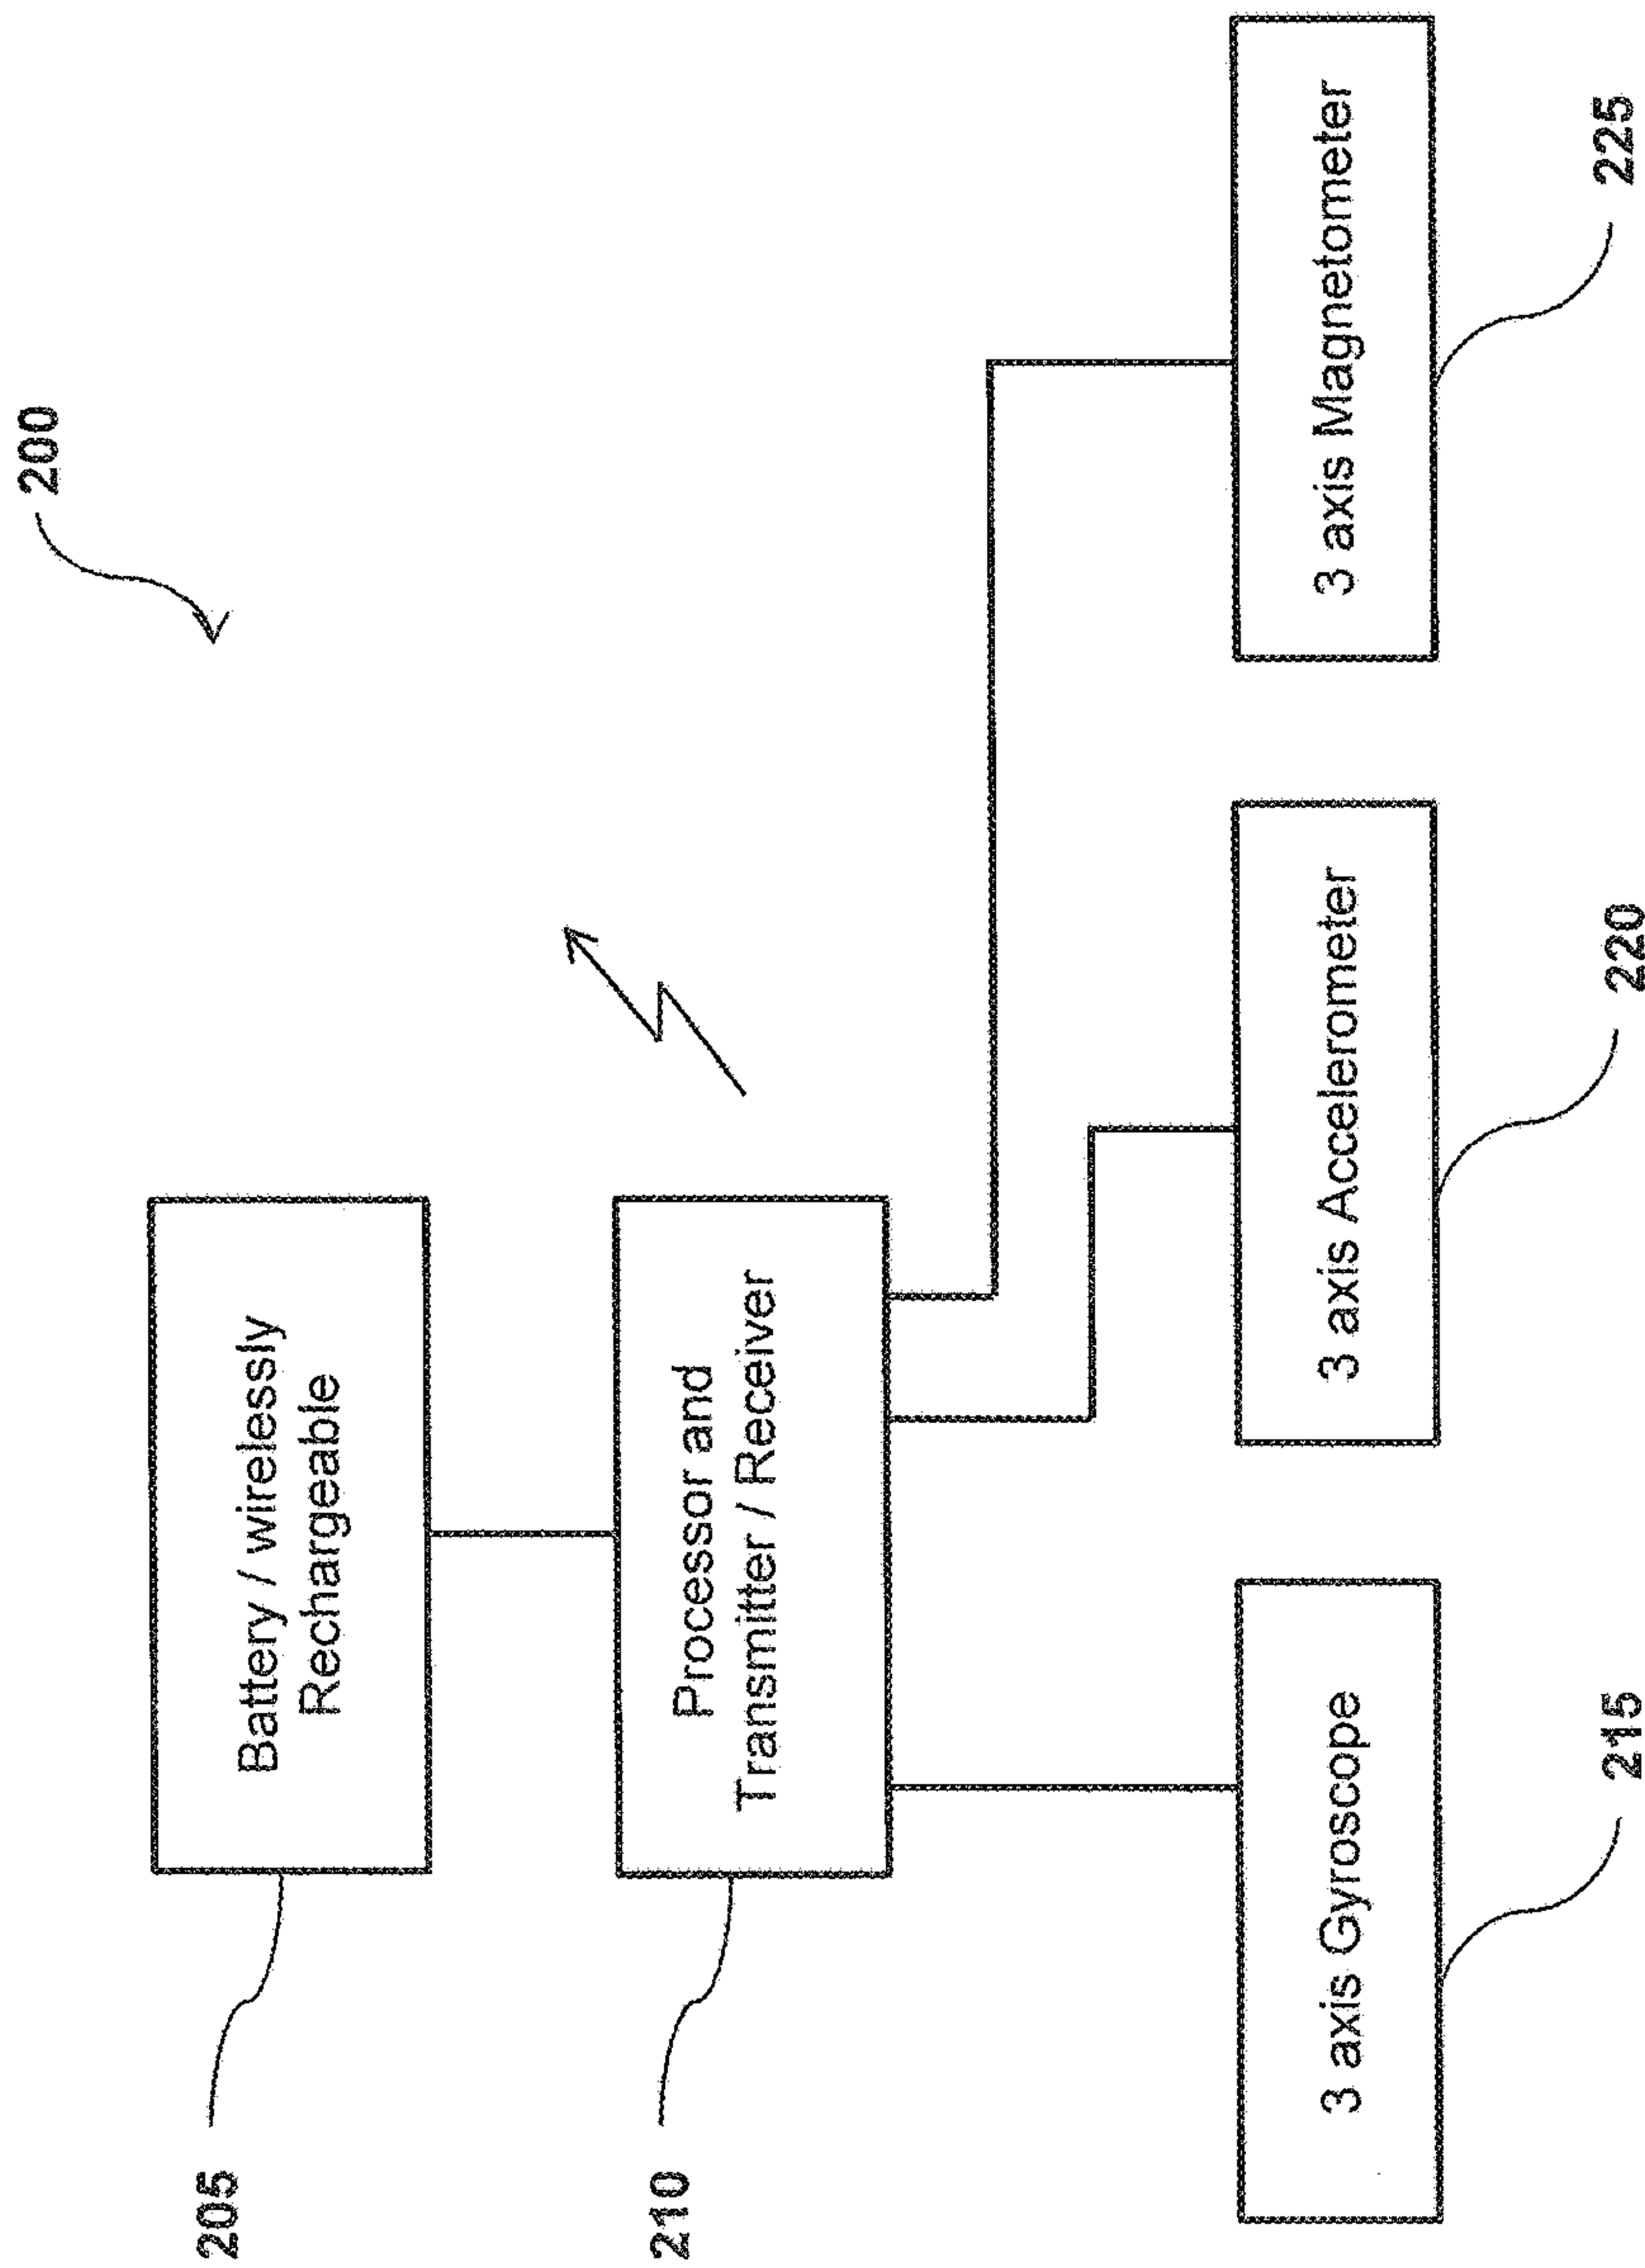 200
205
Battery / wirelessly
Rechargeable
210
Processor and
Transmitter / Receiver
3 axis Gyroscope
3 axis Accelerometer
3 axis Magnetometer
215
220
225